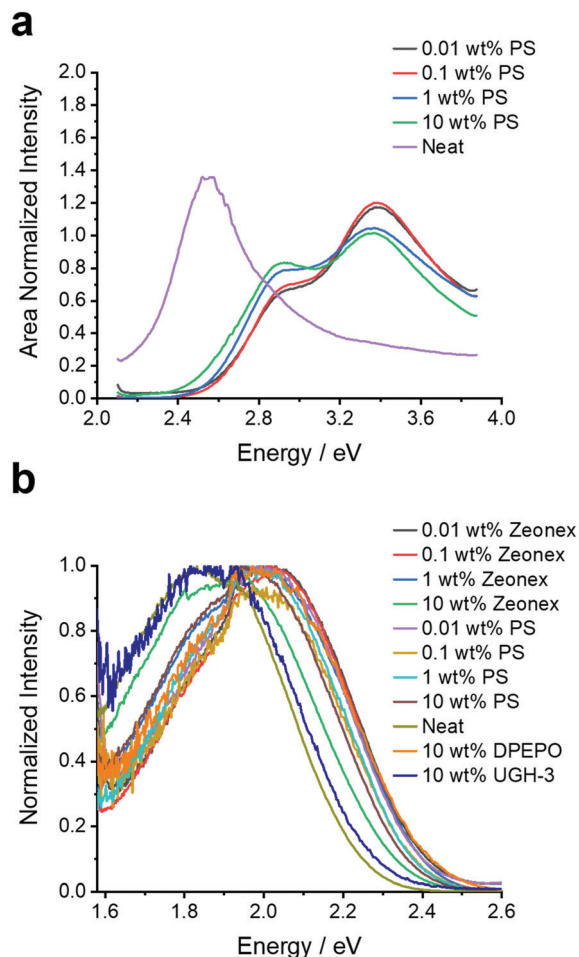 a
0.01 wt% PS
0.1 wt% PS
1 wt% PS
10 wt% PS
Neat
2.0
1.8
1.6
1.4
1.2
1.0
0.8
0.6
0.4
0.2
0.0
Area Normalized Intensity
2.0 2.4 2.8 3.2 3.6 4.0
Energy / eV
b
0.01 wt% Zeonex
0.1 wt% Zeonex
1 wt% Zeonex
10 wt% Zeonex
0.01 wt% PS
0.1 wt% PS
1 wt% PS
10 wt% PS
Neat
10 wt% DPEPO
10 wt% UGH-3
1.0
0.8
0.6
0.4
0.2
0.0
Normalized Intensity
1.6 1.8 2.0 2.2 2.4 2.6
Energy / eV